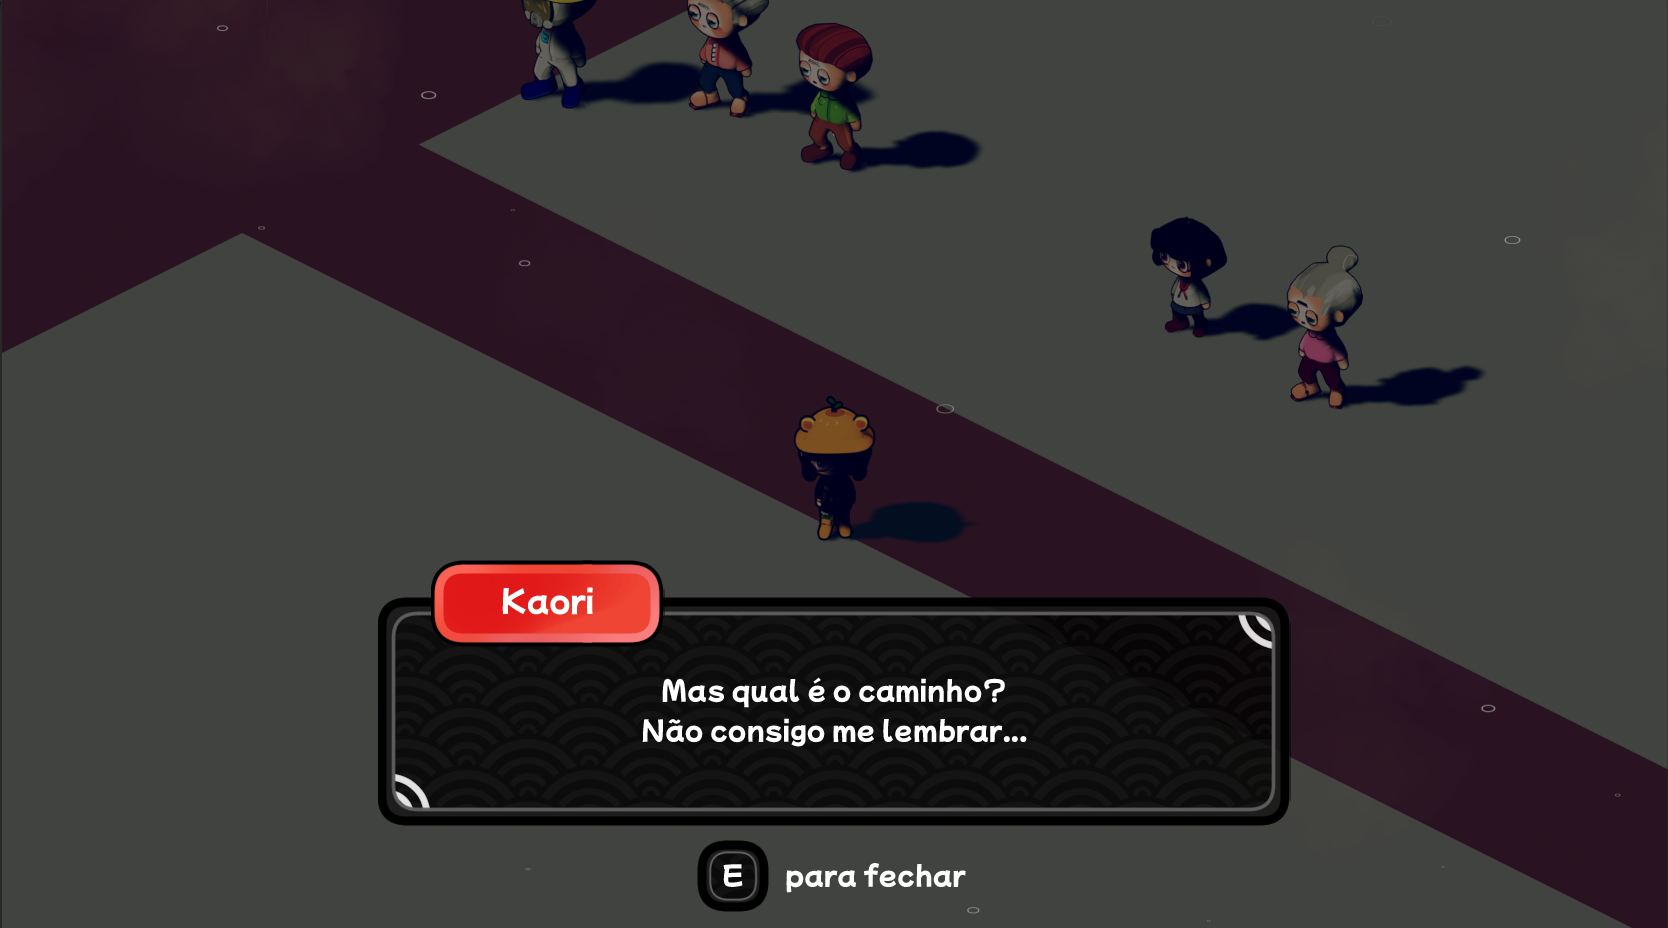 Kaori
Mas qual é o caminho?
Não consigo me lembrar...
E para fechar